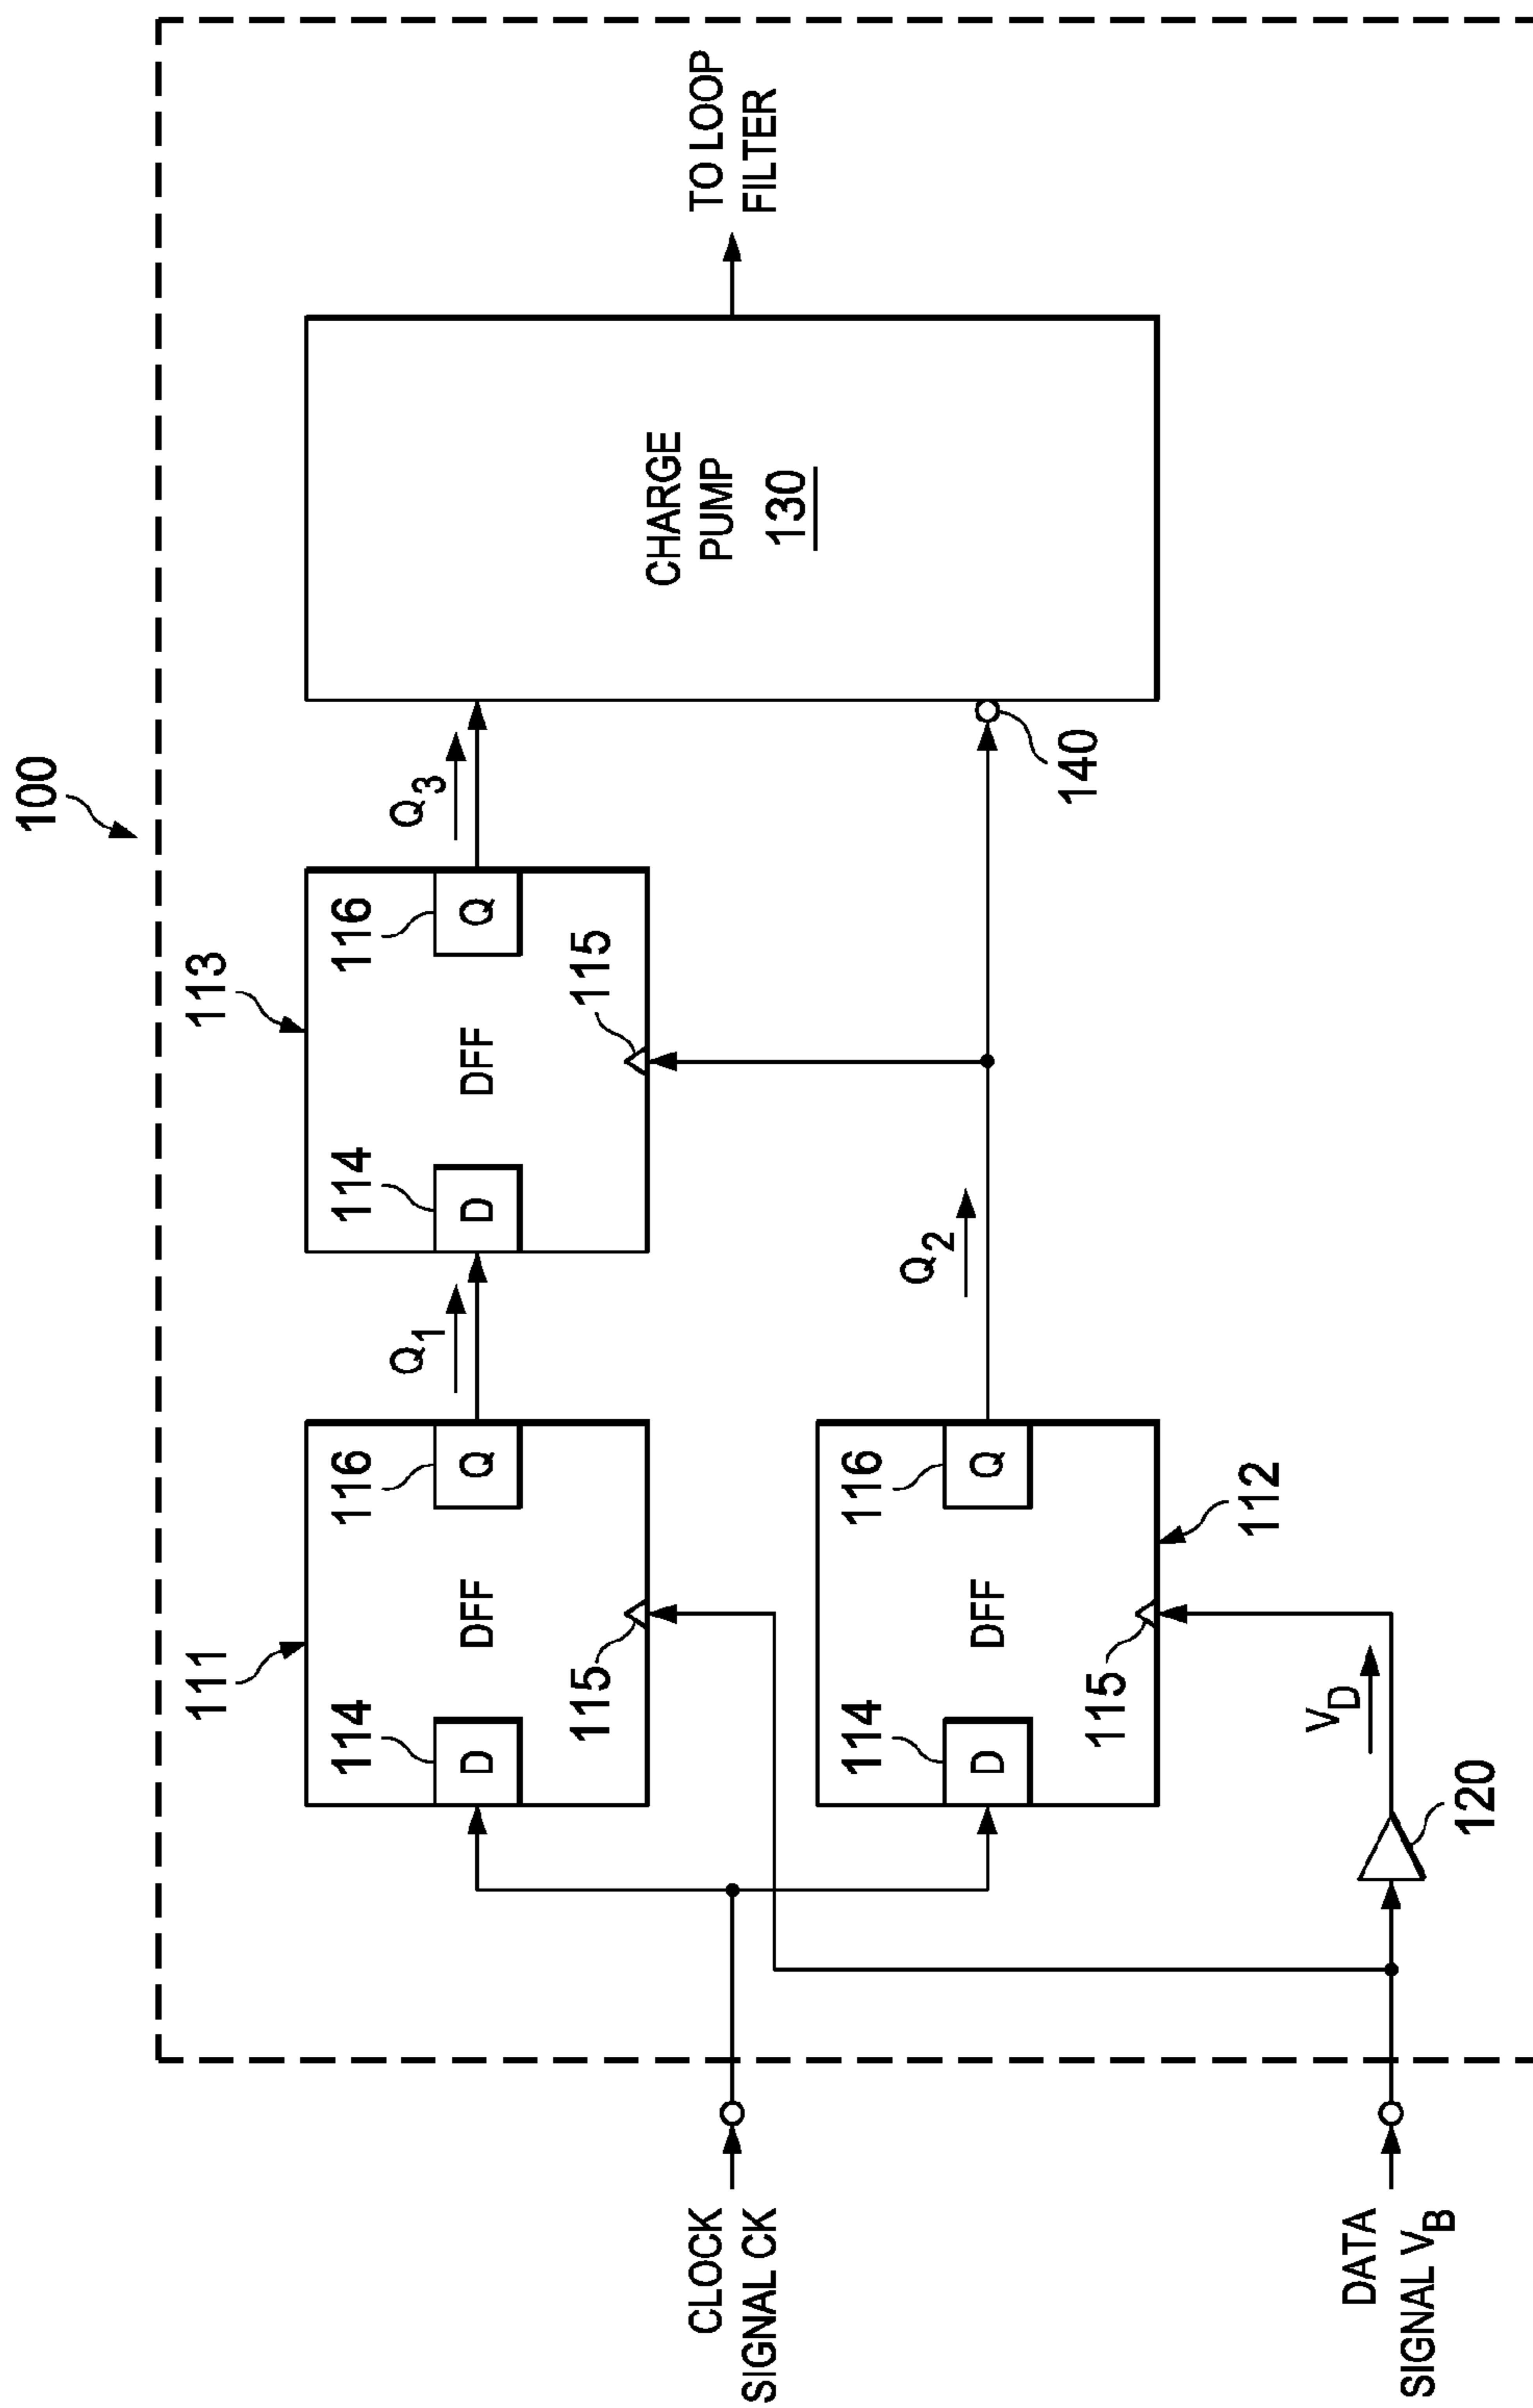 100
111
113
114
D
DFF
116
Q
115
Q1
114
D
DFF
116
Q
115
Q3
CHARGE
PUMP
130
TO LOOP
FILTER
CLOCK
SIGNAL CK
114
D
DFF
116
Q
115
112
Q2
140
DATA
SIGNAL VB
120
VD